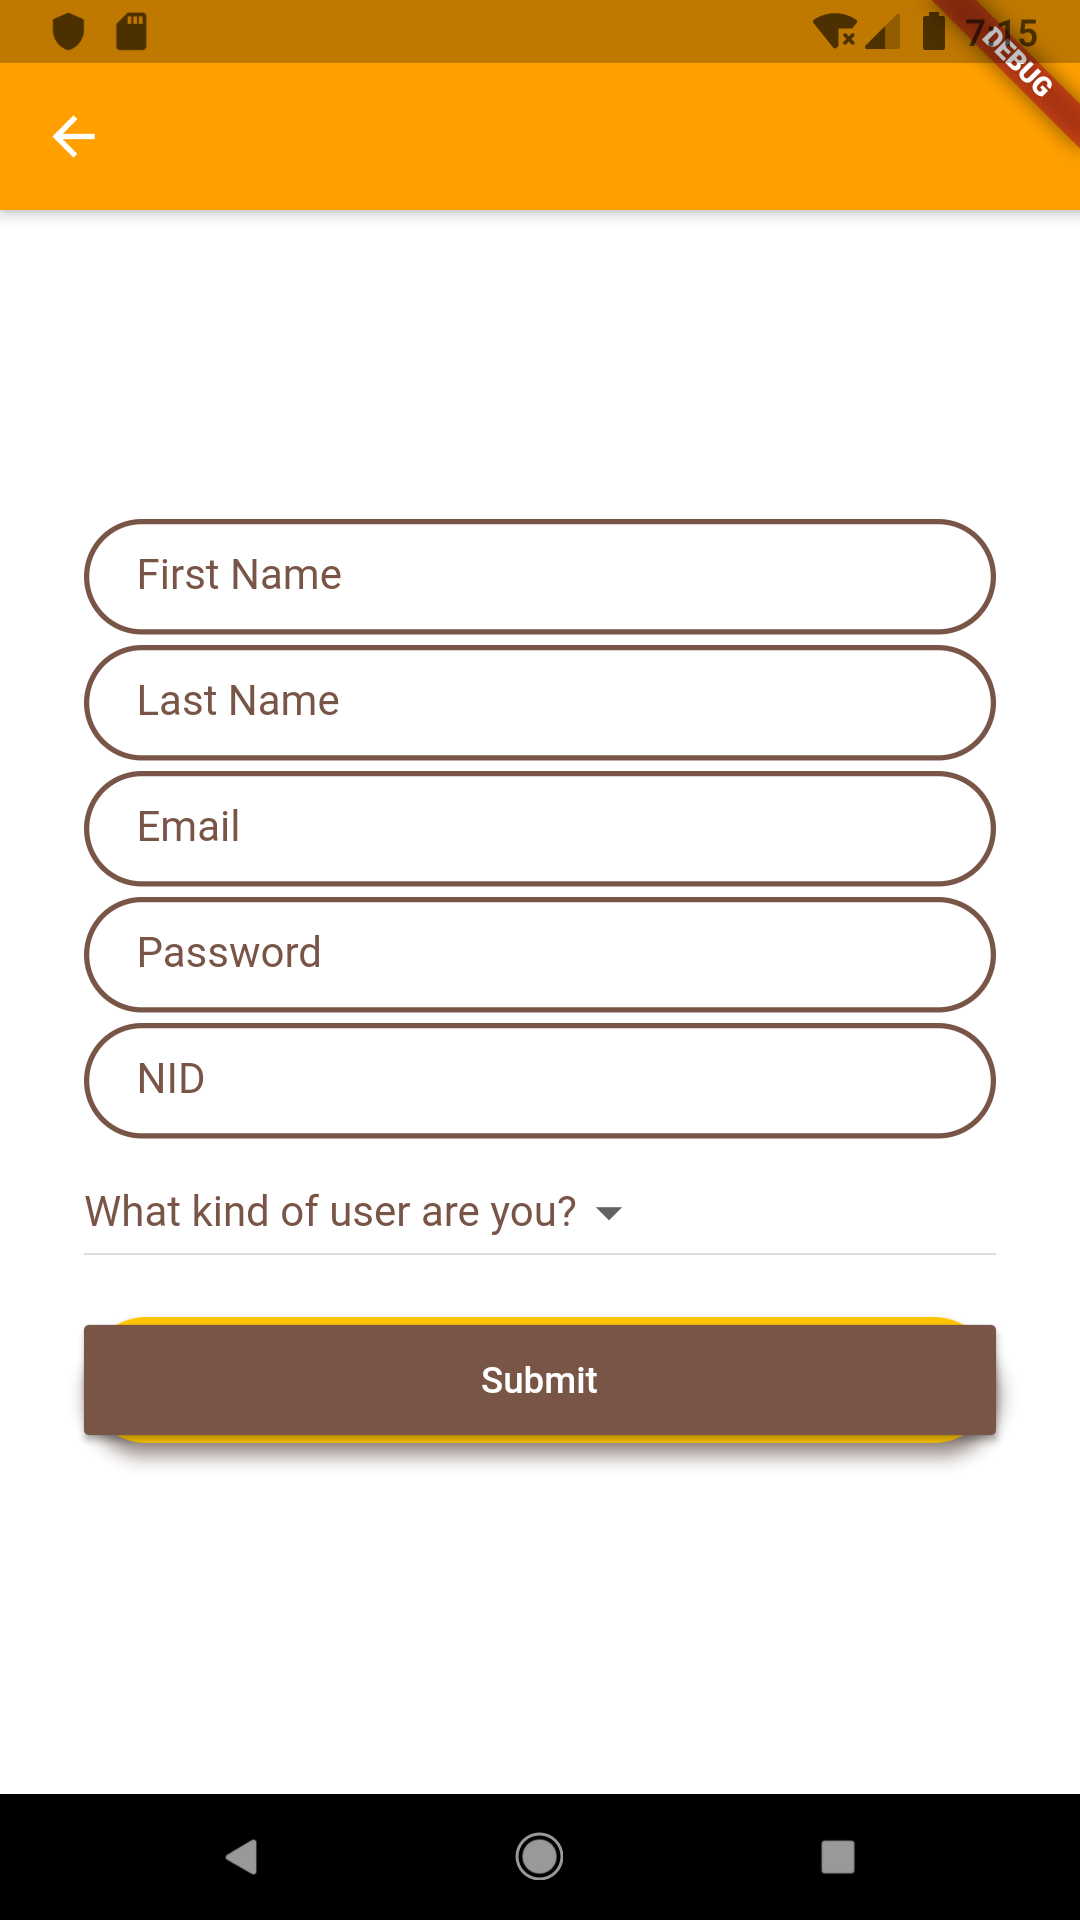 7:15
DEBUG
First Name
Last Name
Email
Password
NID
What kind of user are you?
Submit